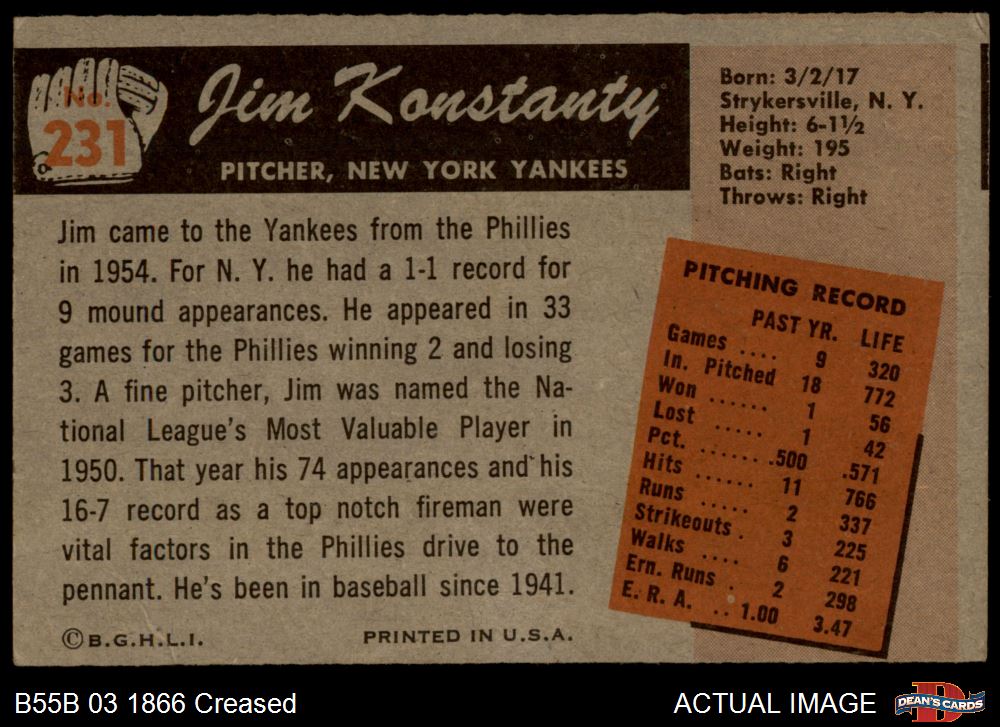 No.
231
Jim Konstanty
PITCHER, NEW YORK YANKEES
Born: 3/2/17
Strykersville, N. Y.
Height: 6-1½
Weight: 195
Bats: Right
Throws: Right
Jim came to the Yankees from the Phillies
in 1954. For N. Y. he had a 1-1 record for
9 mound appearances. He appeared in 33
games for the Phillies winning 2 and losing
3. A fine pitcher, Jim was named the Na-
tional League's Most Valuable Player in
1950. That year his 74 appearances and his
16-7 record as a top notch fireman were
vital factors in the Phillies drive to the
pennant. He's been in baseball since 1941.
©B.G.H.L.I. PRINTED IN U.S.A.
PITCHING RECORD
PAST YR. LIFE
Games .... 9 320
In. Pitched 18 772
Won ...... 1 56
Lost ..... 1 42
Pct. ....... .500 .571
Hits ...... 11 766
Runs ..... 2 337
Strikeouts . 3 225
Walks .... 6 221
Ern. Runs . 2 298
E. R. A. .. 1.00 3.47
B55B 03 1866 Creased
ACTUAL IMAGE
D
DEAN'S CARDS